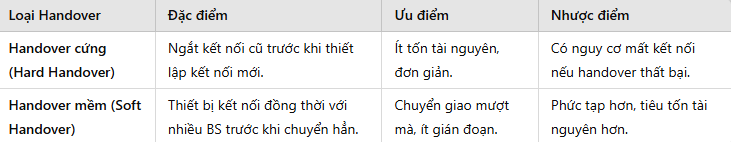 Loại Handover Đặc điểm Ưu điểm Nhược điểm
Handover cứng Ngắt kết nối cũ trước khi thiết Ít tốn tài nguyên, Có nguy cơ mất kết nối
(Hard Handover) lập kết nối mới. đơn giản. nếu handover thất bại.
Handover mềm (Soft Thiết bị kết nối đồng thời với Chuyển giao mượt Phức tạp hơn, tiêu tốn tài
Handover) nhiều BS trước khi chuyển hẳn. mà, ít gián đoạn. nguyên hơn.